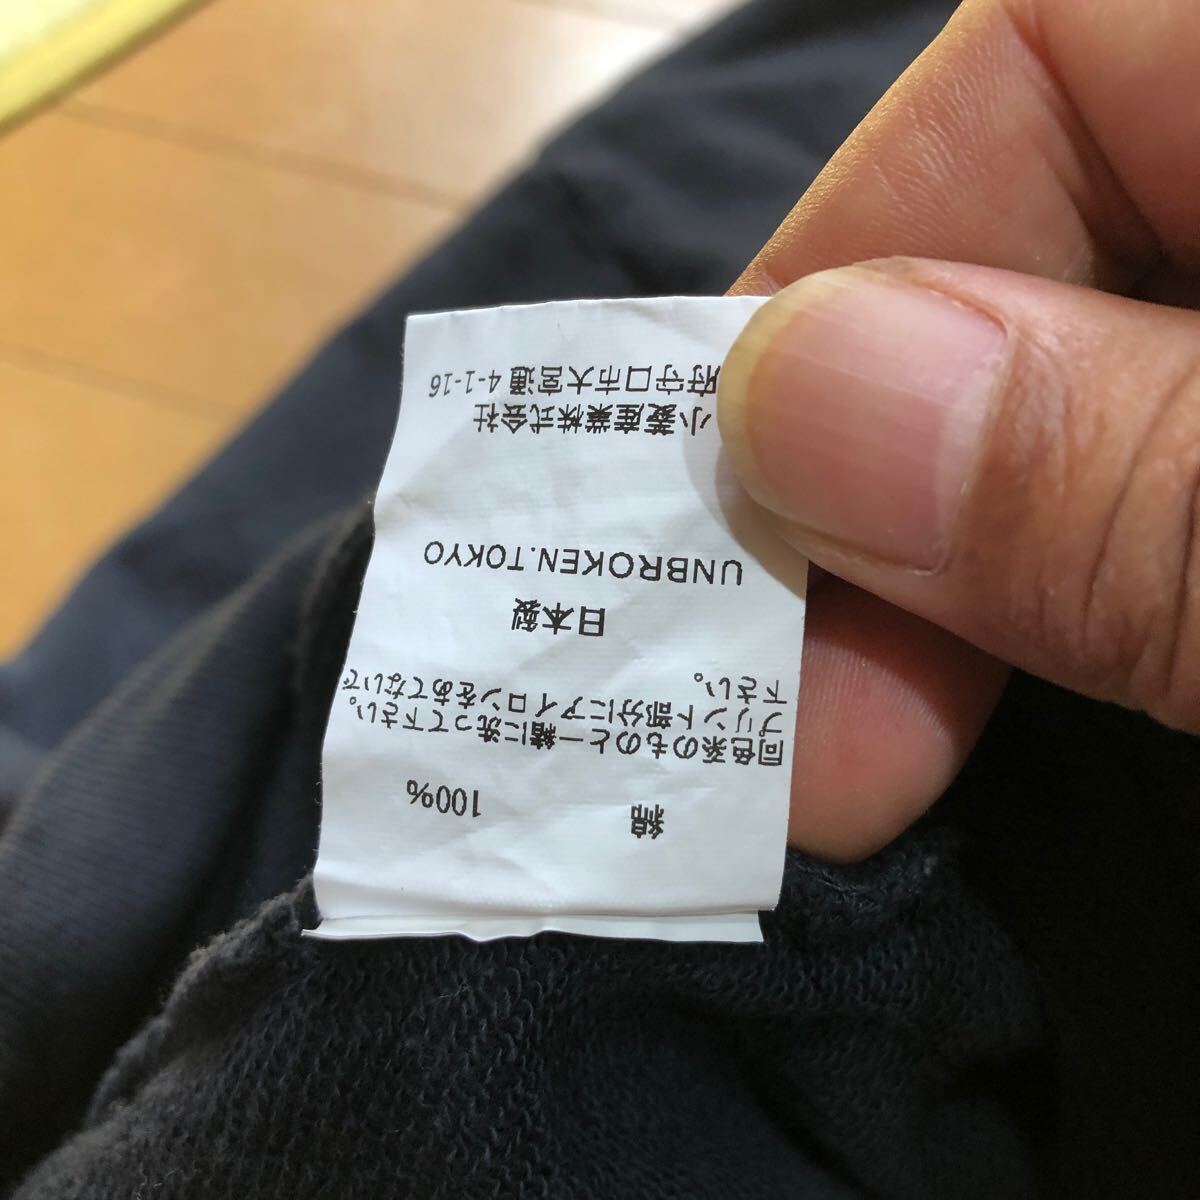 綿 100%
同色系のものと一緒に洗って下さい。
プリント部分にアイロンをあてないで
下さい。
日本製
UNBROKEN.TOKYO
小菱産業株式会社
府守口市大宮通4-1-16